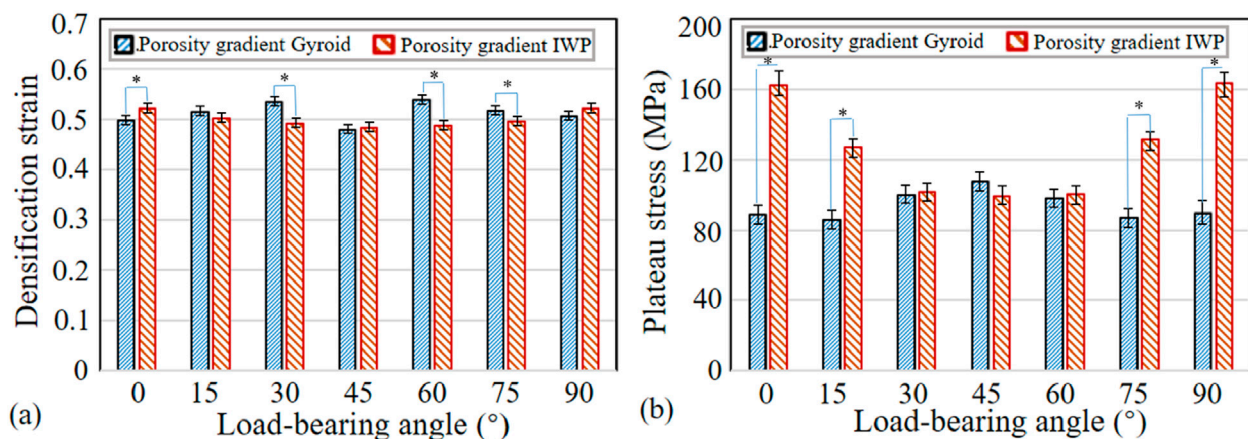 Porosity gradient Gyroid Porosity gradient IWP
Densification strain
0.7
0.6
0.5
0.4
0.3
0.2
0.1
0
* * * *
0 15 30 45 60 75 90
Load-bearing angle (°)
(a)
Porosity gradient Gyroid Porosity gradient IWP
Plateau stress (MPa)
200
160
120
80
40
0
* * * *
0 15 30 45 60 75 90
Load-bearing angle (°)
(b)